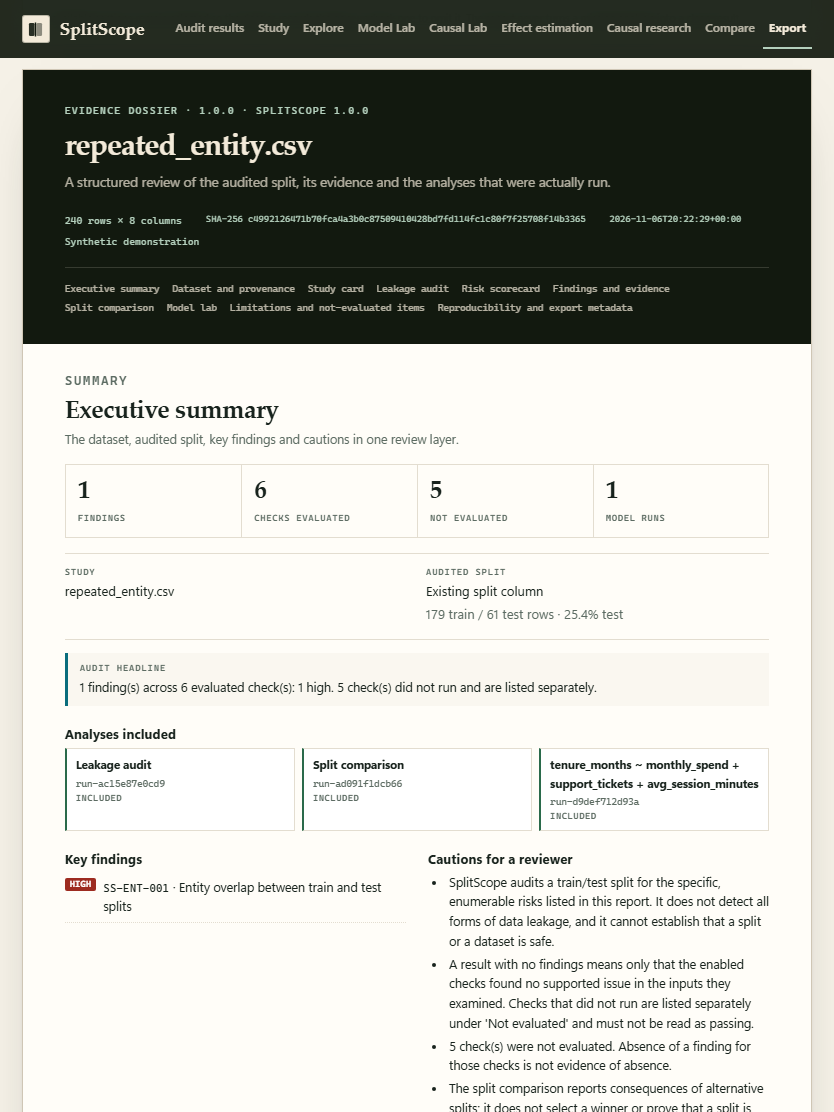 SplitScope
Audit results Study Explore Model Lab Causal Lab Effect estimation Causal research Compare Export
EVIDENCE DOSSIER · 1.0.0 · SPLITSCOPE 1.0.0
repeated_entity.csv
A structured review of the audited split, its evidence and the analyses that were actually run.
240 rows × 8 columns SHA-256 c4992126471b70fca4a3b0c87509410428bd7fd114fc1c80f7f25708f14b3365 2026-11-06T20:22:29+00:00
Synthetic demonstration
Executive summary Dataset and provenance Study card Leakage audit Risk scorecard Findings and evidence
Split comparison Model lab Limitations and not-evaluated items Reproducibility and export metadata
SUMMARY
Executive summary
The dataset, audited split, key findings and cautions in one review layer.
1 6 5 1
FINDINGS CHECKS EVALUATED NOT EVALUATED MODEL RUNS
STUDY
repeated_entity.csv
AUDITED SPLIT
Existing split column
179 train / 61 test rows · 25.4% test
AUDIT HEADLINE
1 finding(s) across 6 evaluated check(s): 1 high. 5 check(s) did not run and are listed separately.
Analyses included
Leakage audit
run-ac15e87e0cd9
INCLUDED
Split comparison
run-ad091f1dcb66
INCLUDED
tenure_months ~ monthly_spend +
support_tickets + avg_session_minutes
run-d9def712d93a
INCLUDED
Key findings
HIGH SS-ENT-001 · Entity overlap between train and test
splits
Cautions for a reviewer
• SplitScope audits a train/test split for the specific,
enumerable risks listed in this report. It does not detect all
forms of data leakage, and it cannot establish that a split
or a dataset is safe.
• A result with no findings means only that the enabled
checks found no supported issue in the inputs they
examined. Checks that did not run are listed separately
under 'Not evaluated' and must not be read as passing.
• 5 check(s) were not evaluated. Absence of a finding for
those checks is not evidence of absence.
• The split comparison reports consequences of alternative
splits; it does not select a winner or prove that a split is